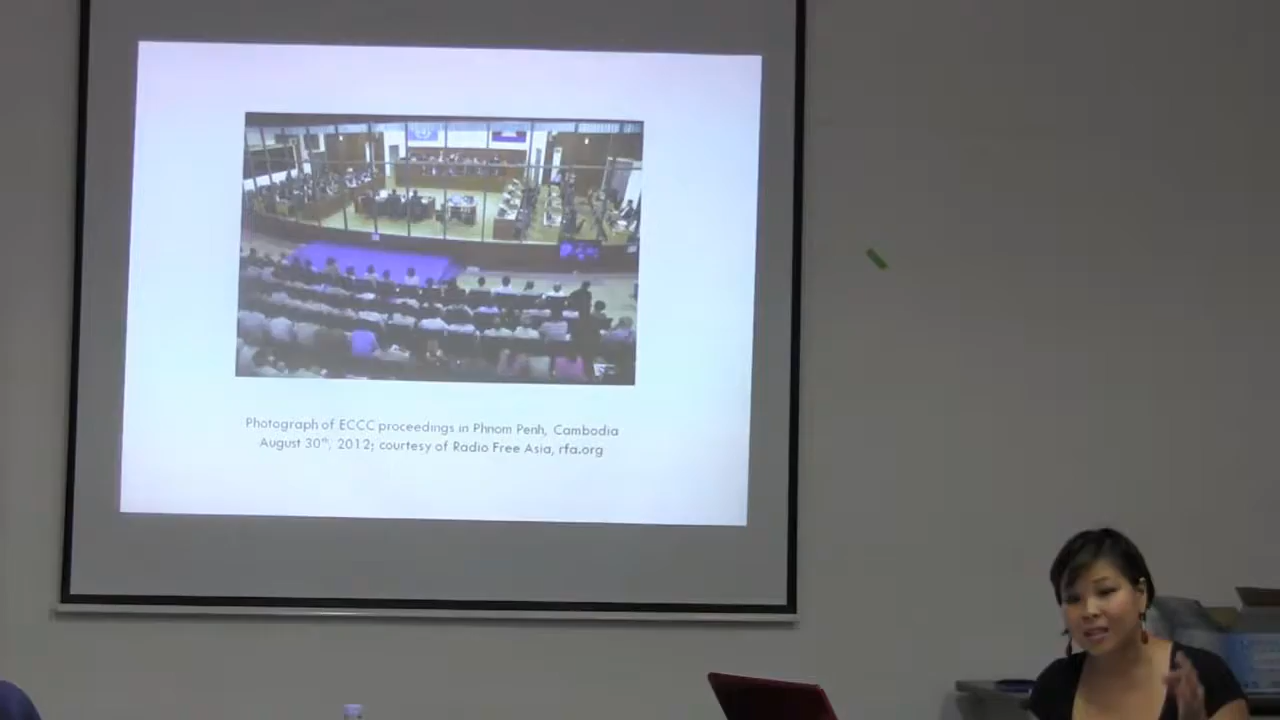 Photograph of ECCC proceedings in Phnom Penh, Cambodia
August 30th, 2012; courtesy of Radio Free Asia, rfa.org